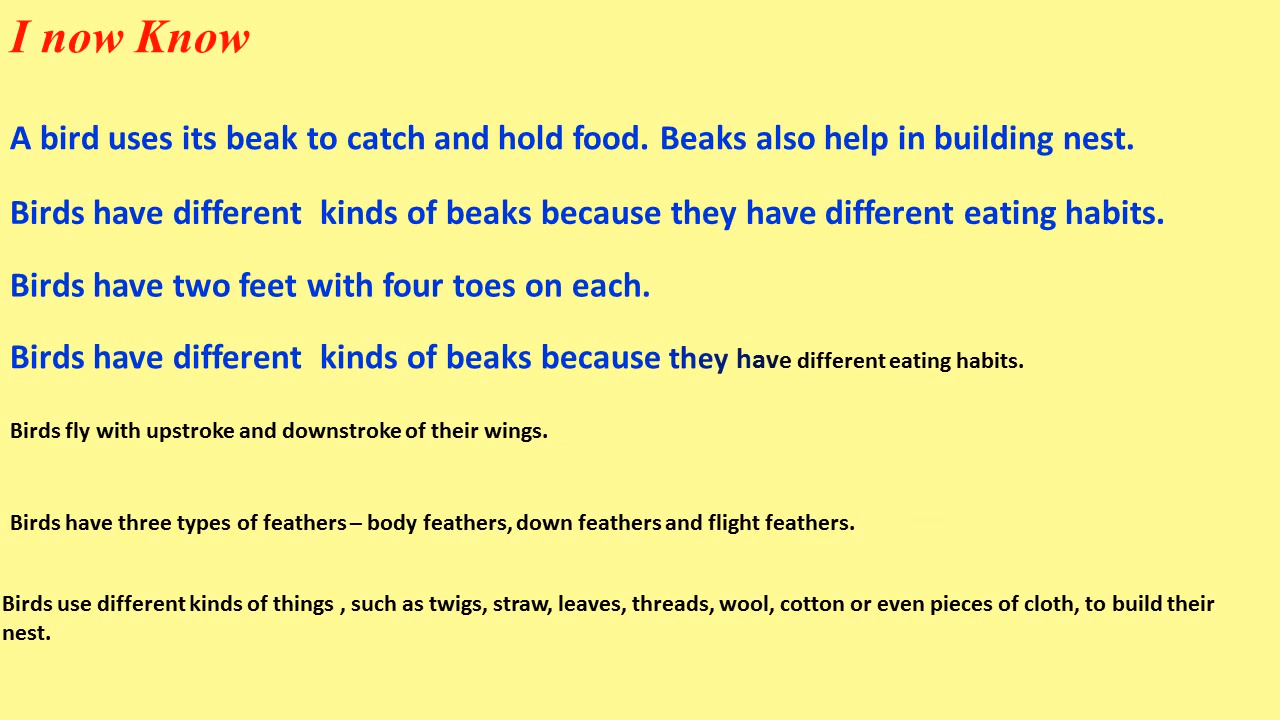 I now Know
A bird uses its beak to catch and hold food. Beaks also help in building nest.
Birds have different  kinds of beaks because they have different eating habits.
Birds have two feet with four toes on each.
Birds have different  kinds of beaks because they have different eating habits.
Birds fly with upstroke and downstroke of their wings.
Birds have three types of feathers – body feathers, down feathers and flight feathers.
Birds use different kinds of things , such as twigs, straw, leaves, threads, wool, cotton or even pieces of cloth, to build their
nest.